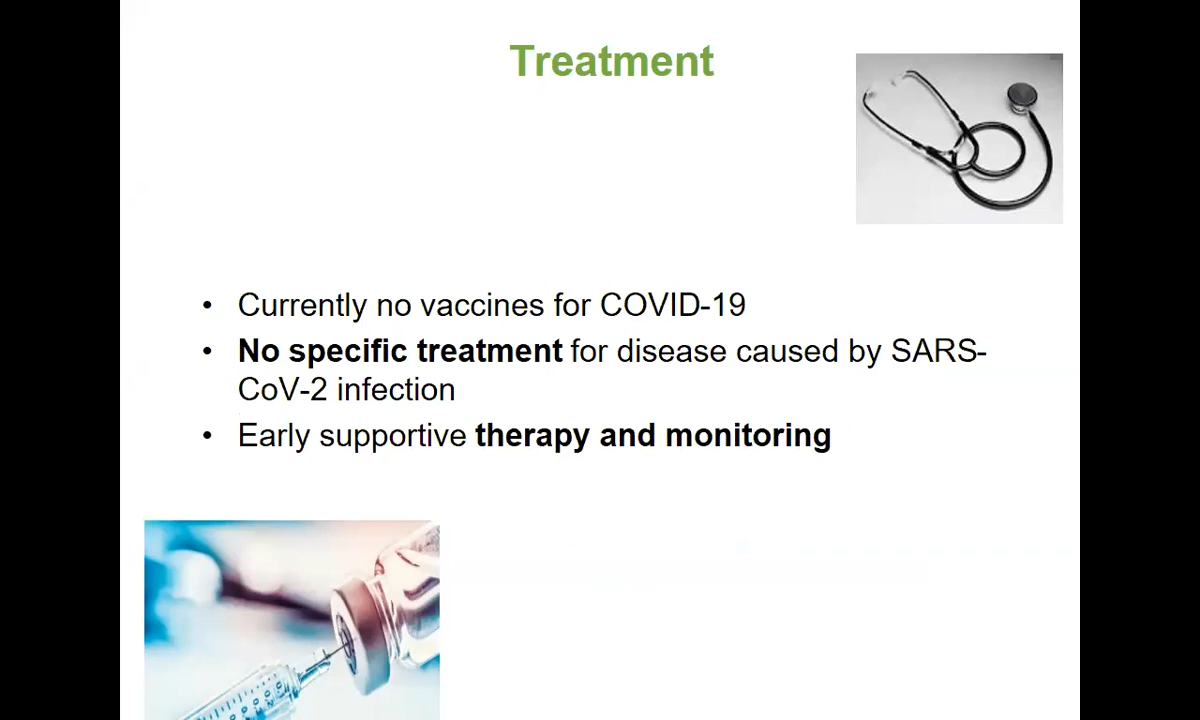 Treatment
• Currently no vaccines for COVID-19
• No specific treatment for disease caused by SARS-
CoV-2 infection
• Early supportive therapy and monitoring